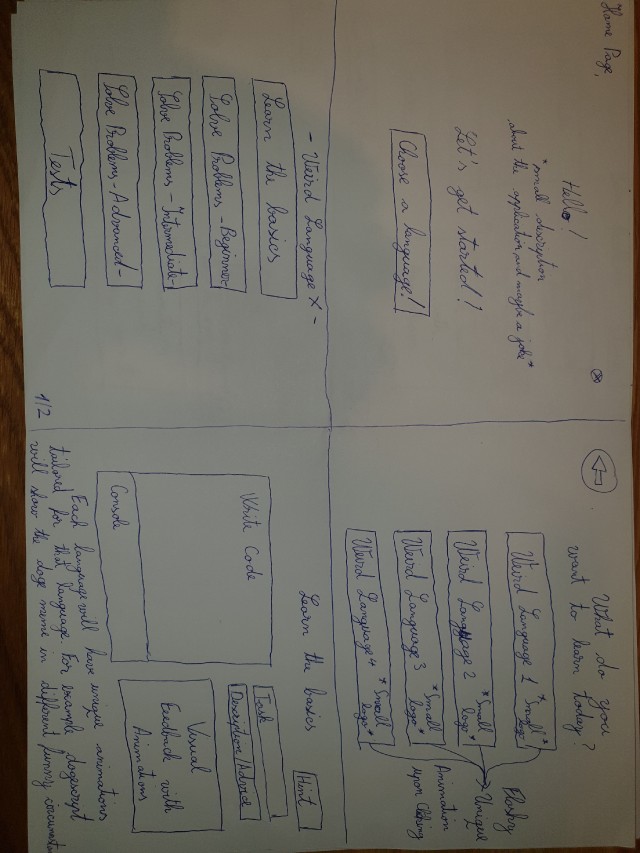 Home Page,
Hello!
*small description
about the application, and maybe a joke*
Let's get started!
Choose a language!
What do you
want to learn today?
Weird Language 1 *Small logo*
Weird Language 2 *Small logo*
Weird Language 3 *Small logo*
Weird Language 4 *Small logo*
Flashy
Unique
Animation
upon Clicking
- Weird Language X -
Learn the basics
Solve Problems -Beginner-
Solve Problems -Intermediate-
Solve Problems -Advanced-
Tests
1/2
Learn the basics
Hint
Write Code
Console
Task
Description/Advice
Visual
Feedback with
Animations
Each language will have unique animations
tailored for that language. For example dogescript
will show the doge meme in different funny